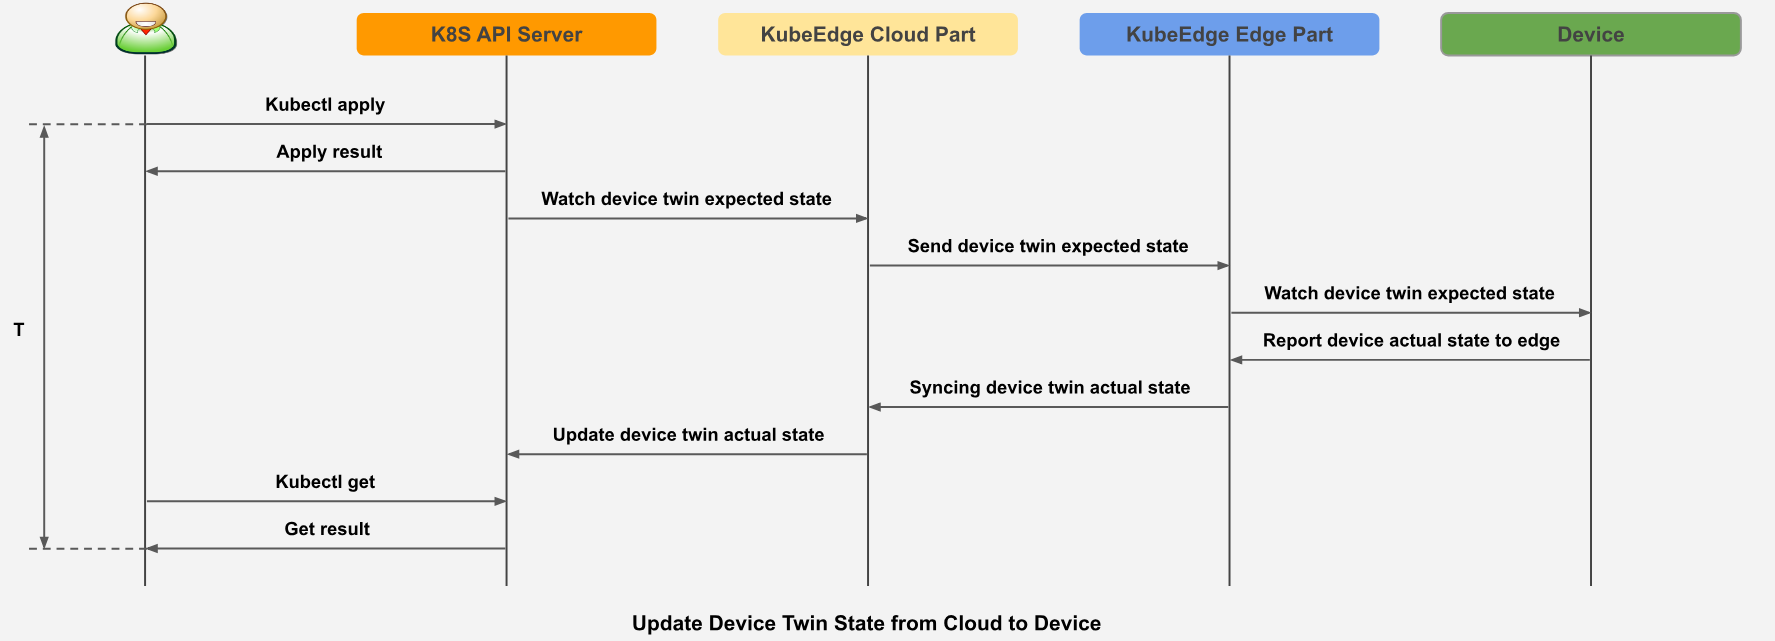 K8S API Server
KubeEdge Cloud Part
KubeEdge Edge Part
Device
Kubectl apply
Apply result
Watch device twin expected state
Send device twin expected state
Watch device twin expected state
T
Report device actual state to edge
Syncing device twin actual state
Update device twin actual state
Kubectl get
Get result
Update Device Twin State from Cloud to Device